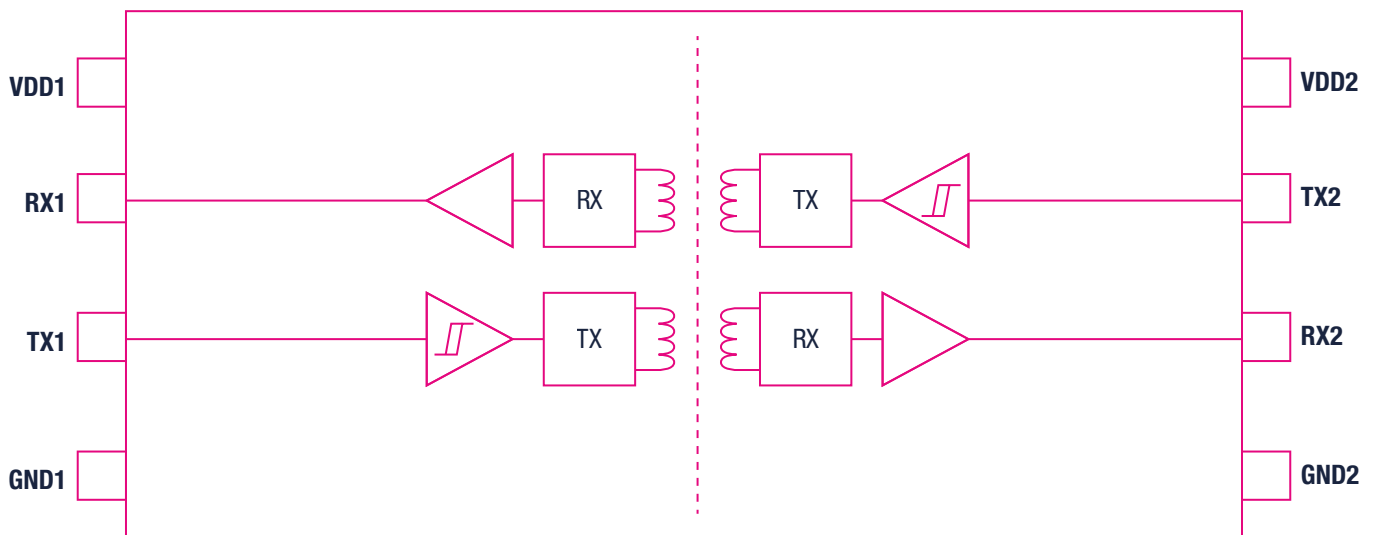 VDD1
VDD2
RX1
RX
TX
TX2
TX1
TX
RX
RX2
GND1
GND2